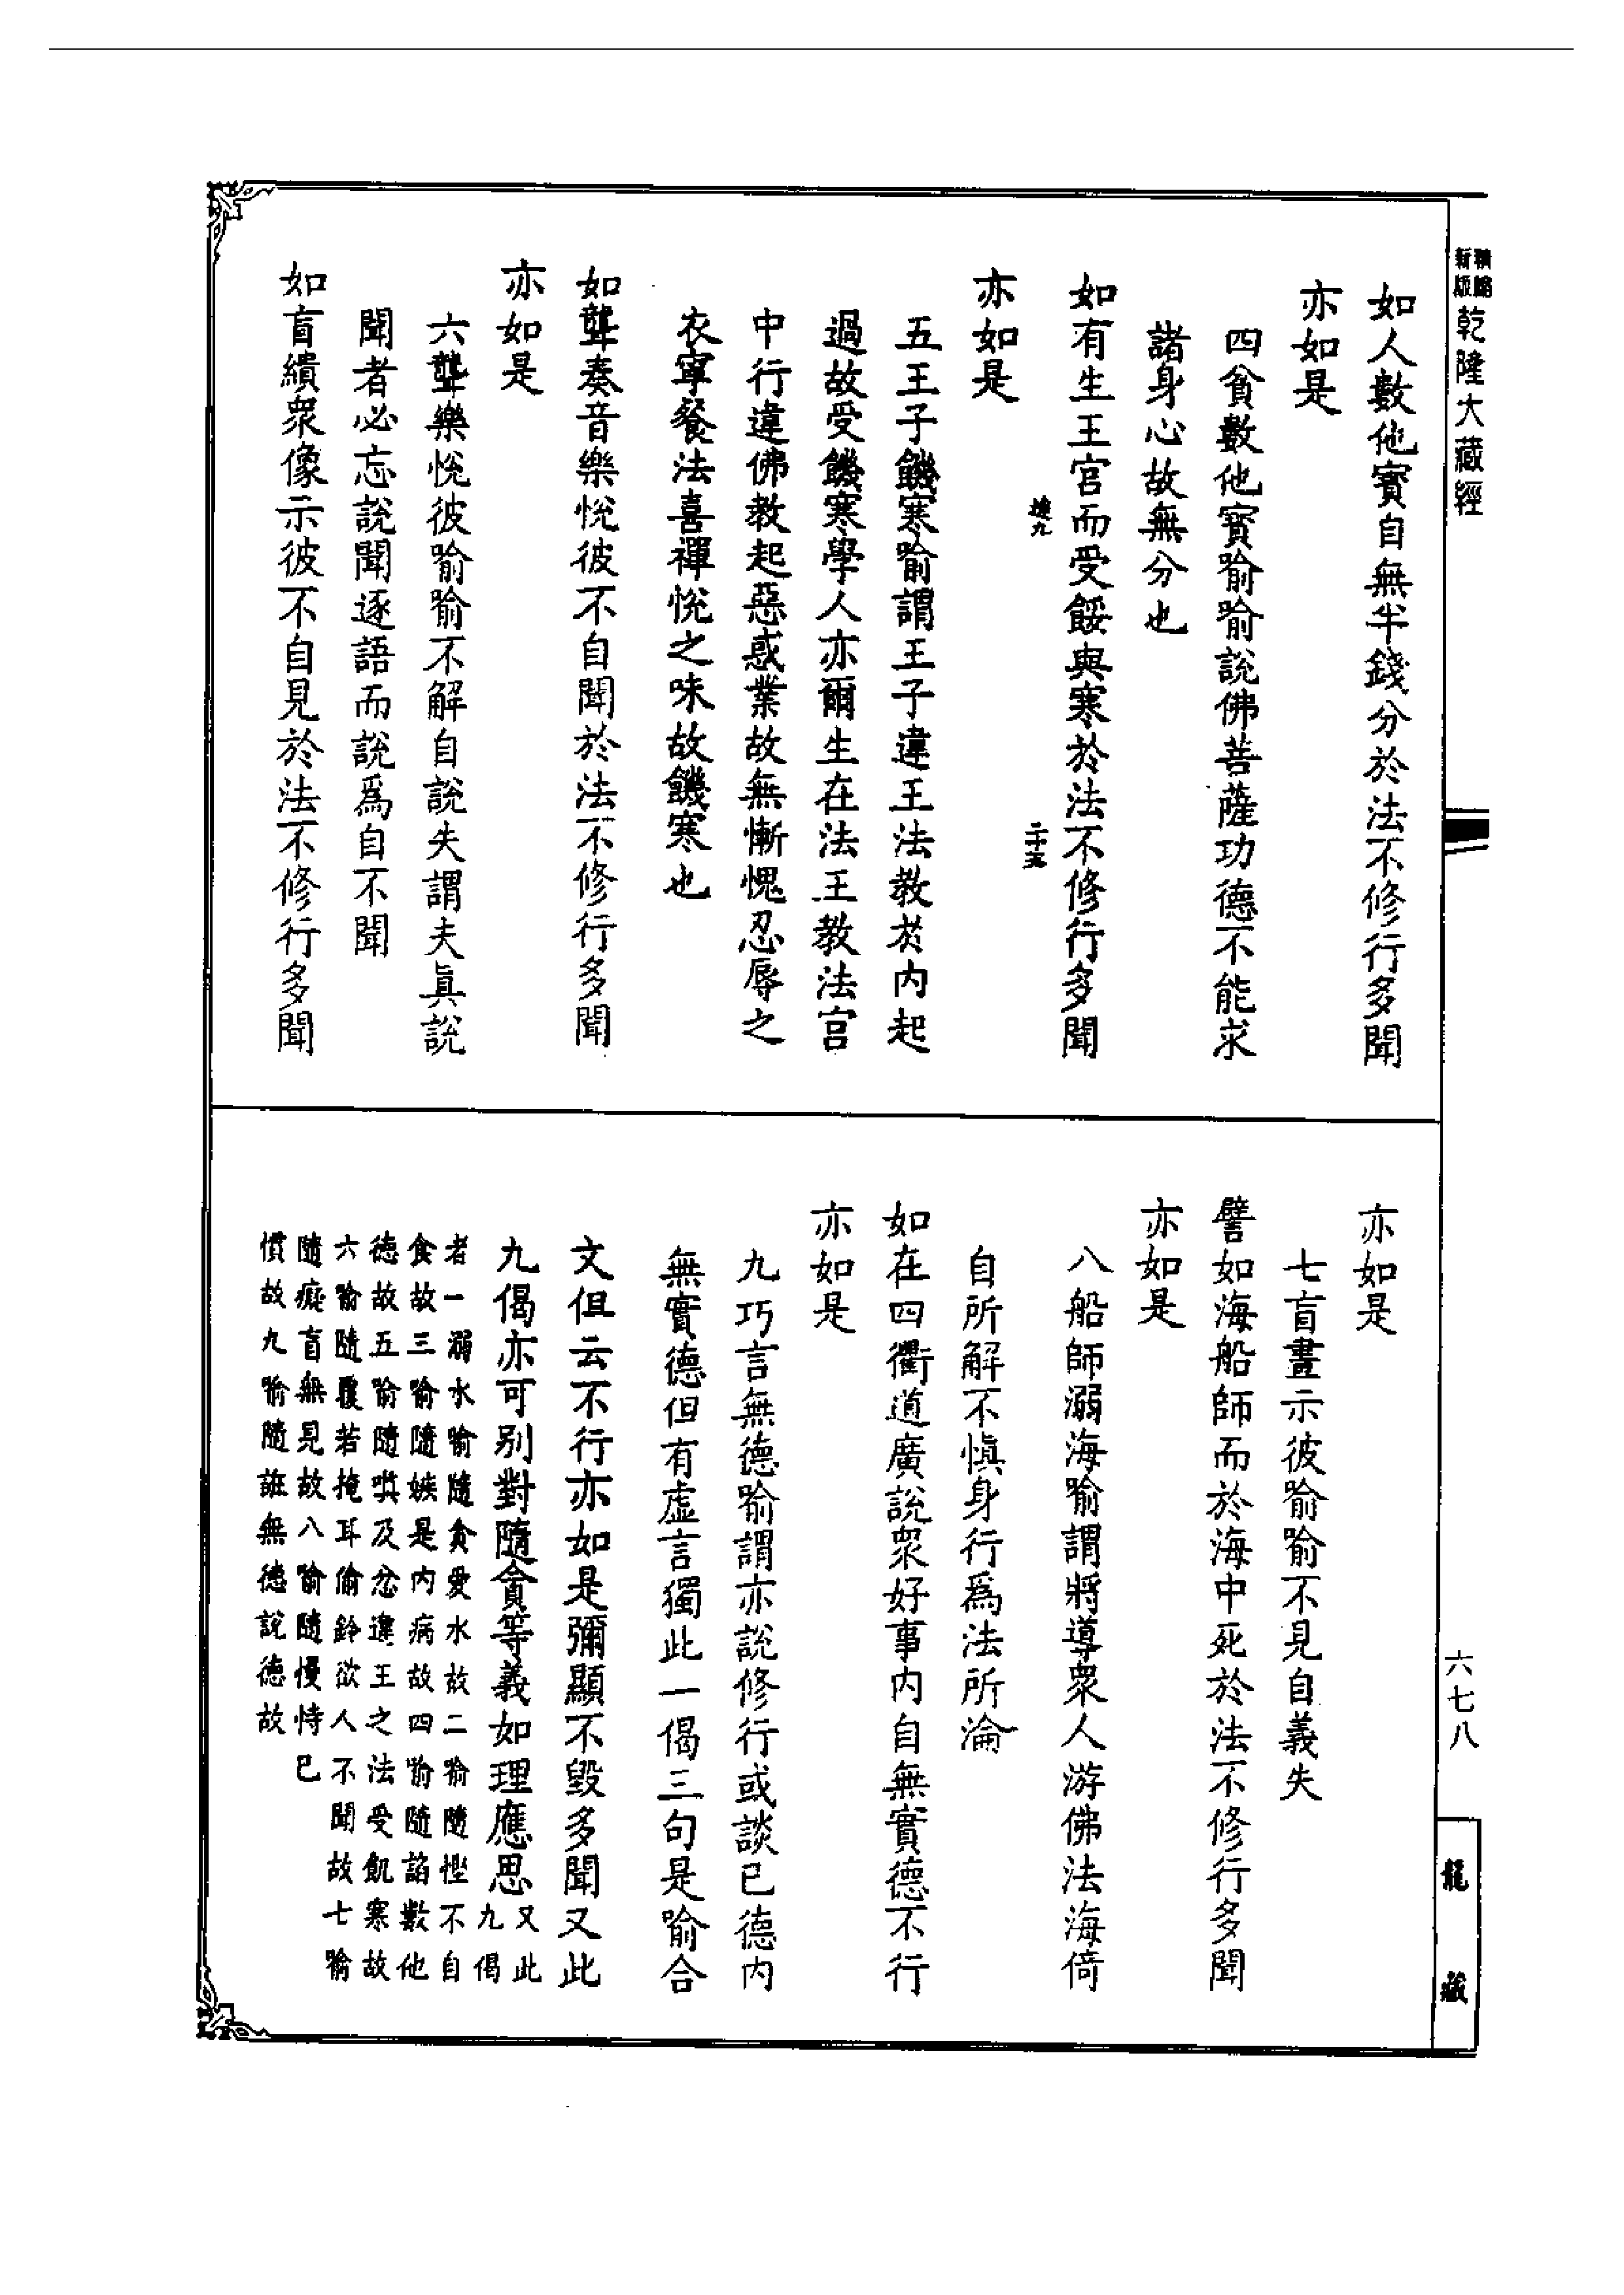 新版
精略
乾隆大藏經
如人數他寶自無半錢分於法不修行多聞
亦如是
四貧數他寶喻喻說佛菩薩功德不能求
諸身心故無分也
如有生王宮而受餒與寒於法不修行多聞
二十五
亦如是
五王子饑寒喻謂王子違王法教於內起
過故受饑寒學人亦爾生在法王教法宮
中行違佛教起惡惑業故無慚愧忍辱之
衣寧餐法喜禪悅之味故饑寒也
如聾奏音樂悅彼不自聞於法不修行多聞
亦如是
六聾樂悅彼喻喻不解自說失謂夫真說
聞者必忘說聞逐語而說爲自不聞
如盲繢衆像示彼不自見於法不修行多聞
亦如是
七盲畫示彼喻喻不見自義失
譬如海船師而於海中死於法不修行多聞
亦如是
八船師溺海喻謂將導衆人游佛法海倚
自所解不慎身行爲法所淪
如在四衢道廣說衆好事內自無實德不行
亦如是
九巧言無德喻謂亦說修行或談已德內
無實德但有虛言獨此一偈三句是喻合
文但云不行亦如是彌顯不毀多聞又此
九偈亦可別對隨貪等義如理應思又此
九偈
者一溺水喻隨貪愛水故二喻隨慳不自
食故三喻隨嫉是內病故四喻隨諂數他
德故五喻隨嗔及忿違王之法受飢寒故
六喻隨覆若掩耳偷鈴欲人不聞故七喻
隨癡盲無見故八喻隨慢恃已
慣故九喻隨誑無德說德故
六七八
龍藏